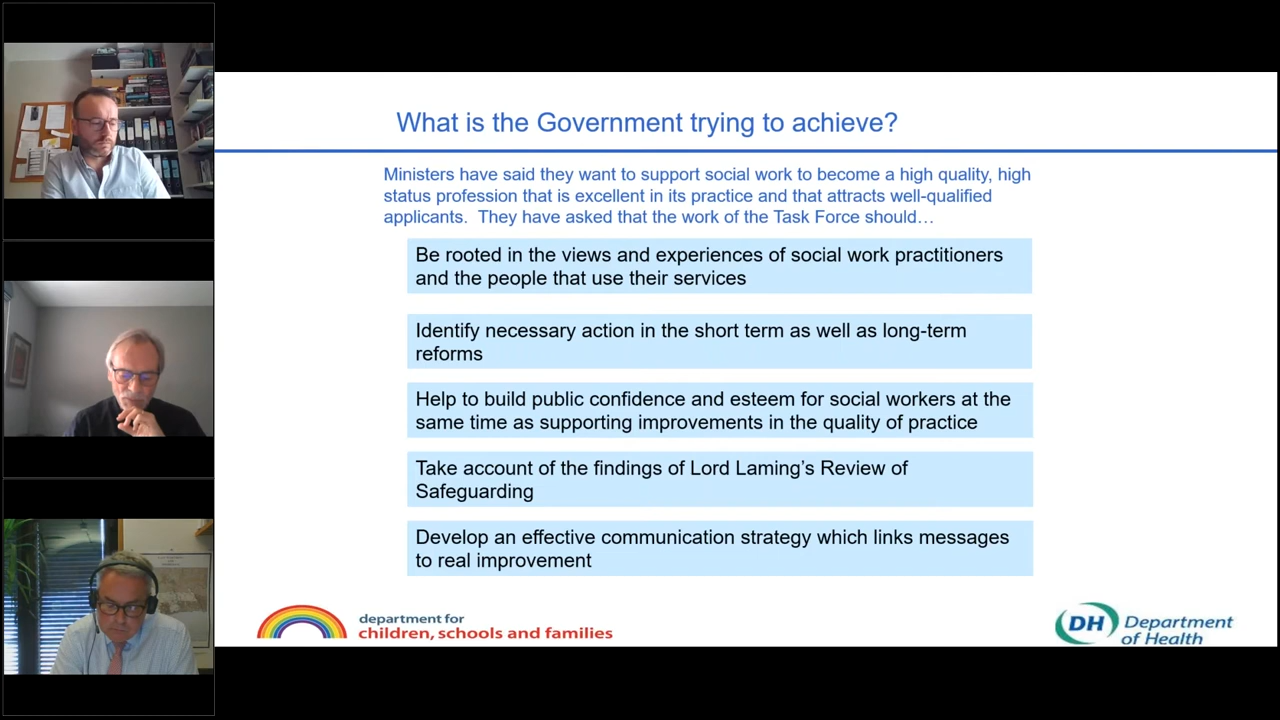 What is the Government trying to achieve?
Ministers have said they want to support social work to become a high quality, high
status profession that is excellent in its practice and that attracts well-qualified
applicants.  They have asked that the work of the Task Force should…
Be rooted in the views and experiences of social work practitioners
and the people that use their services
Identify necessary action in the short term as well as long-term
reforms
Help to build public confidence and esteem for social workers at the
same time as supporting improvements in the quality of practice
Take account of the findings of Lord Laming’s Review of
Safeguarding
Develop an effective communication strategy which links messages
to real improvement
department for
children, schools and families
DH Department
of Health